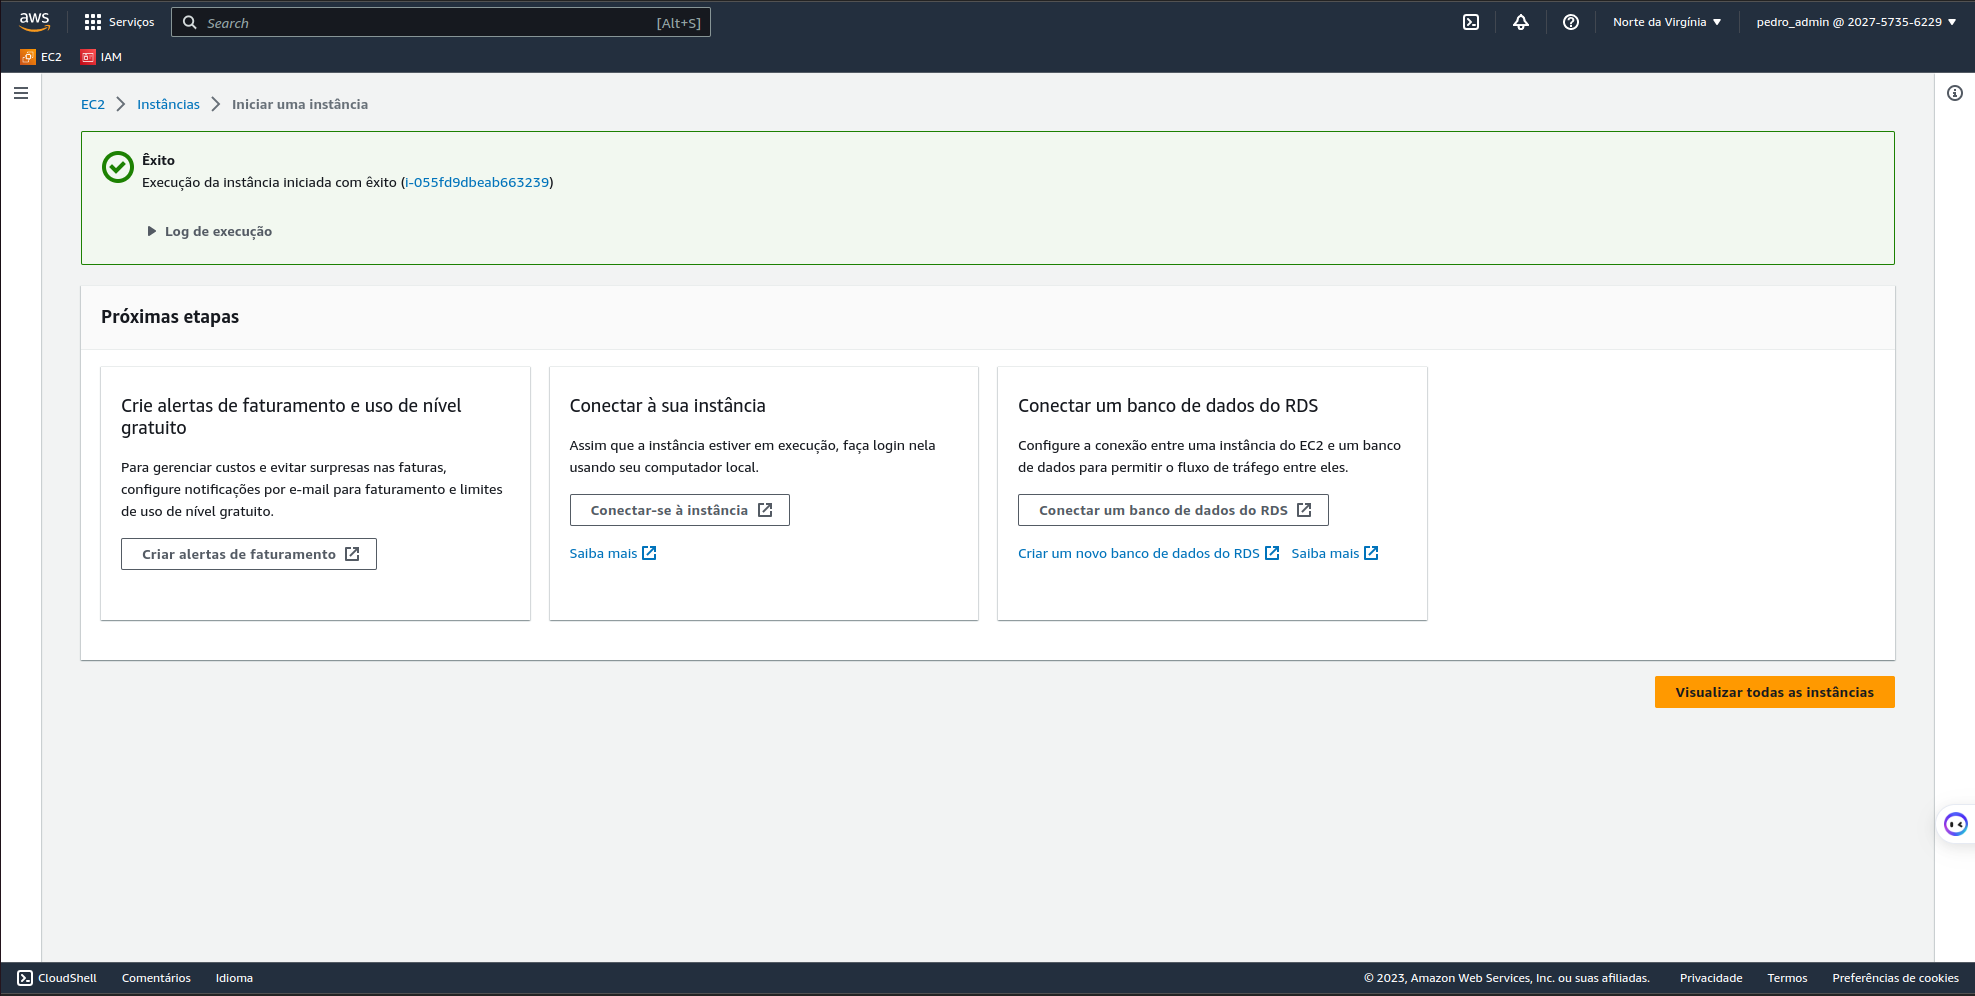 aws
Serviços
Search
[Alt+S]
Norte da Virgínia
pedro_admin @ 2027-5735-6229
EC2
IAM
EC2
Instâncias
Iniciar uma instância
Êxito
Execução da instância iniciada com êxito (i-055fd9dbeab663239)
Log de execução
Próximas etapas
Crie alertas de faturamento e uso de nível
gratuito
Para gerenciar custos e evitar surpresas nas faturas,
configure notificações por e-mail para faturamento e limites
de uso de nível gratuito.
Criar alertas de faturamento
Conectar à sua instância
Assim que a instância estiver em execução, faça login nela
usando seu computador local.
Conectar-se à instância
Saiba mais
Conectar um banco de dados do RDS
Configure a conexão entre uma instância do EC2 e um banco
de dados para permitir o fluxo de tráfego entre eles.
Conectar um banco de dados do RDS
Criar um novo banco de dados do RDS
Saiba mais
Visualizar todas as instâncias
CloudShell
Comentários
Idioma
© 2023, Amazon Web Services, Inc. ou suas afiliadas.
Privacidade
Termos
Preferências de cookies